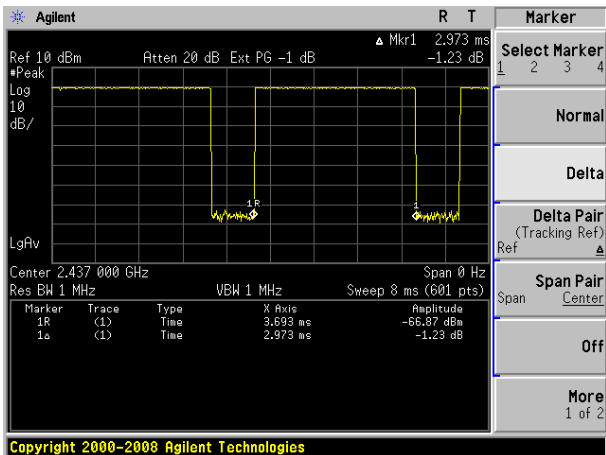 Agilent R T Marker
Δ Mkr1 2.973 ms
Ref 10 dBm Atten 20 dB Ext PG -1 dB -1.23 dB
#Peak
Log
10
dB/
1R
1
LgAv
Center 2.437 000 GHz Span 0 Hz
Res BW 1 MHz VBW 1 MHz Sweep 8 ms (601 pts)
Marker Trace Type X Axis Amplitude
1R (1) Time 3.693 ms -66.87 dBm
1Δ (1) Time 2.973 ms -1.23 dB
Select Marker
1 2 3 4
Normal
Delta
Delta Pair
(Tracking Ref)
Ref Δ
Span Pair
Span Center
Off
More
1 of 2
Copyright 2000-2008 Agilent Technologies